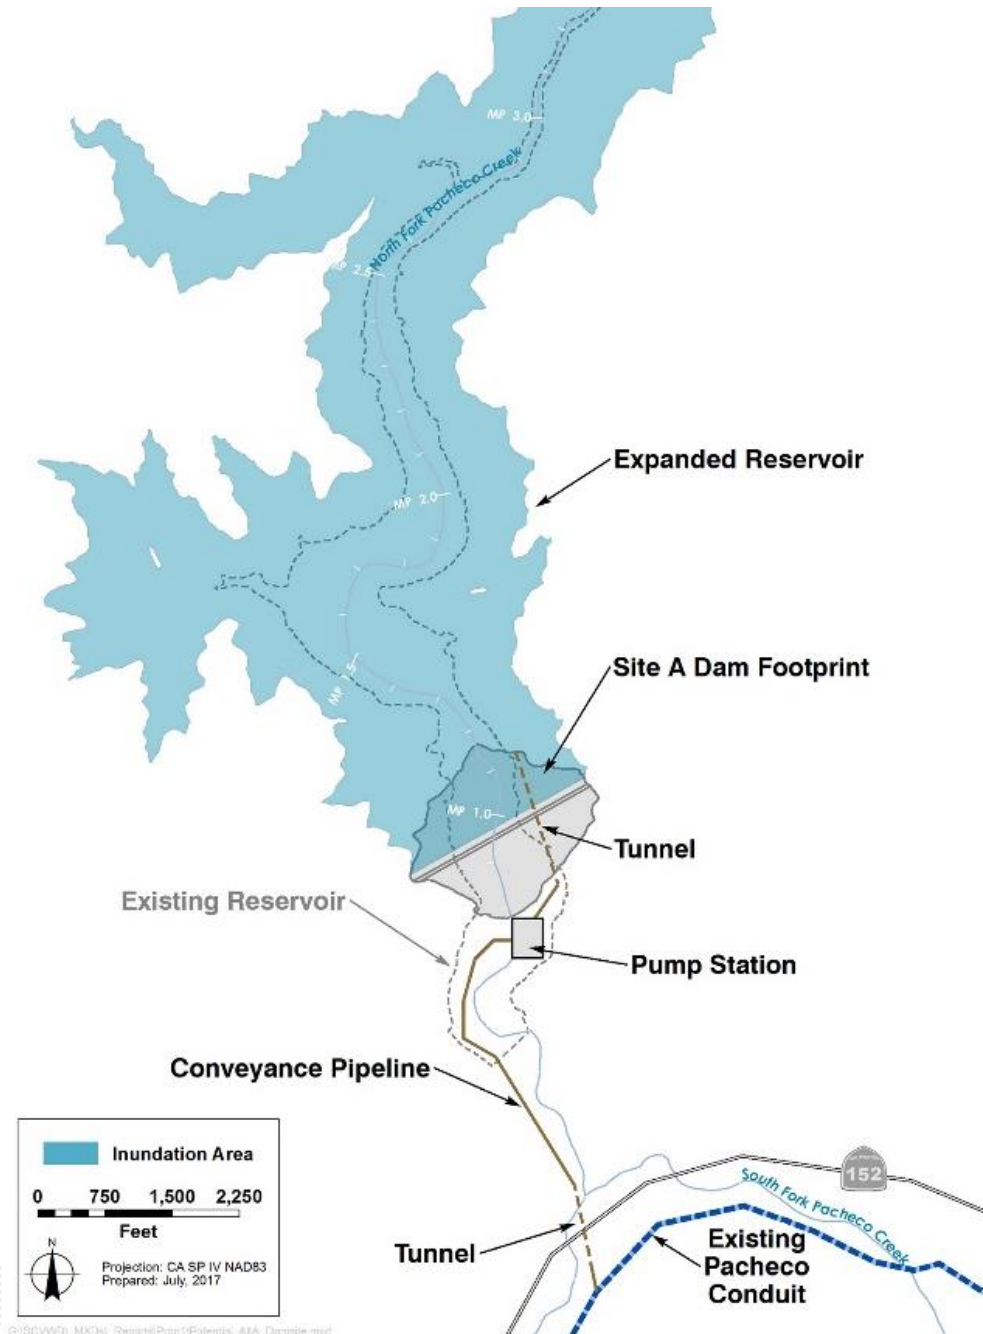 MP 3.0
North Fork Pacheco Creek
MP 2.5
Expanded Reservoir
MP 2.0
Site A Dam Footprint
MP 1.5
MP 1.0
Tunnel
Existing Reservoir
Pump Station
Conveyance Pipeline
Inundation Area
0 750 1,500 2,250
Feet
N
Projection: CA SP IV NAD83
Prepared: July, 2017
152
South Fork Pacheco Creek
Tunnel
Existing
Pacheco
Conduit